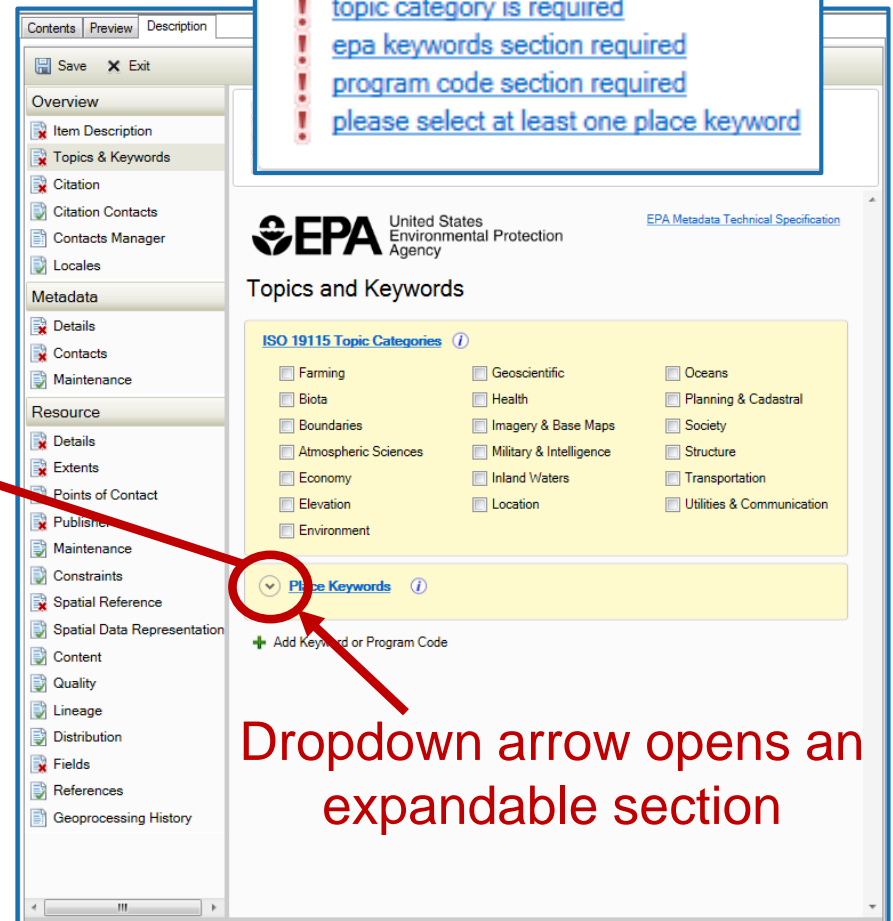 topic category is required
epa keywords section required
program code section required
please select at least one place keyword
Contents Preview Description
Save Exit
Overview
Item Description
Topics & Keywords
Citation
Citation Contacts
Contacts Manager
Locales
Metadata
Details
Contacts
Maintenance
Resource
Details
Extents
Points of Contact
Publisher
Maintenance
Constraints
Spatial Reference
Spatial Data Representation
Content
Quality
Lineage
Distribution
Fields
References
Geoprocessing History
EPA
United States
Environmental Protection
Agency
EPA Metadata Technical Specification
Topics and Keywords
ISO 19115 Topic Categories i
Farming Geoscientific Oceans
Biota Health Planning & Cadastral
Boundaries Imagery & Base Maps Society
Atmospheric Sciences Military & Intelligence Structure
Economy Inland Waters Transportation
Elevation Location Utilities & Communication
Environment
Place Keywords i
Add Keyword or Program Code
Dropdown arrow opens an
expandable section